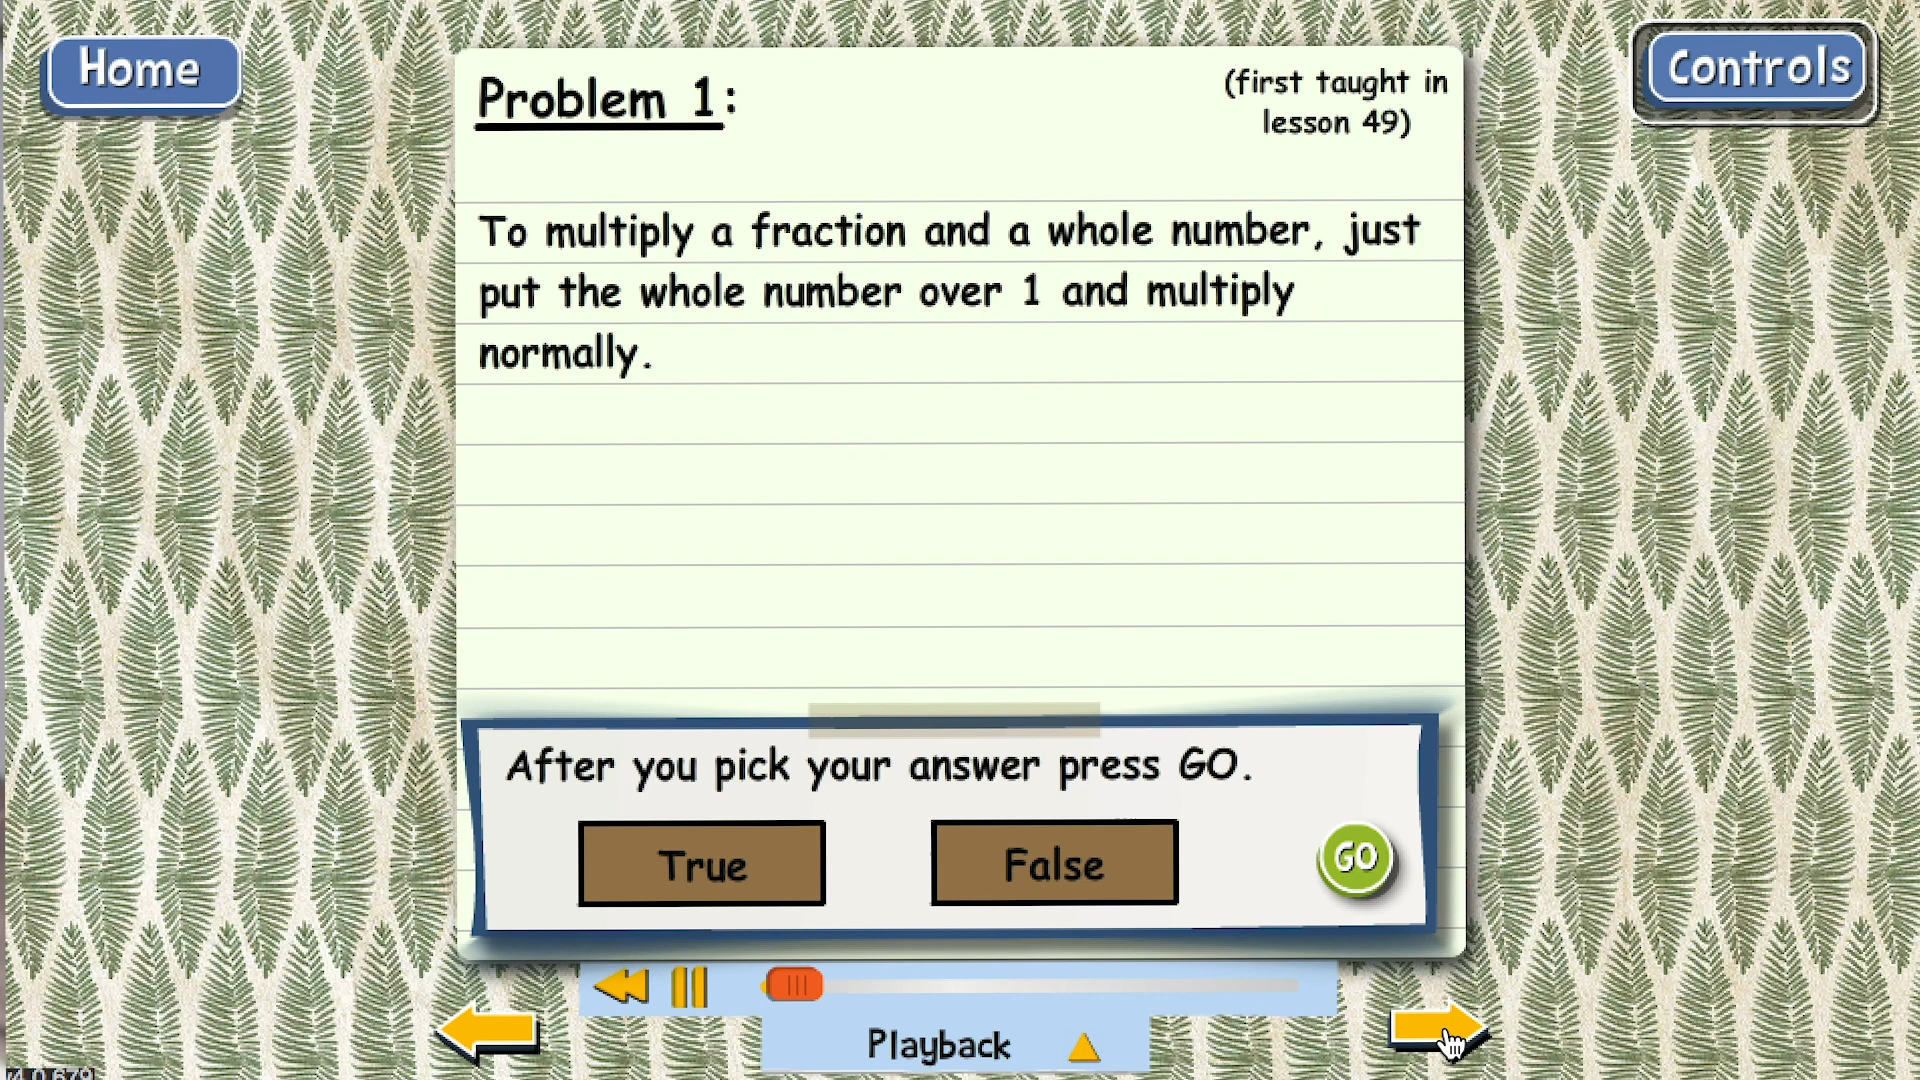 Home
Controls
Problem 1:
(first taught in
lesson 49)
To multiply a fraction and a whole number, just
put the whole number over 1 and multiply
normally.
After you pick your answer press GO.
True
False
GO
Playback